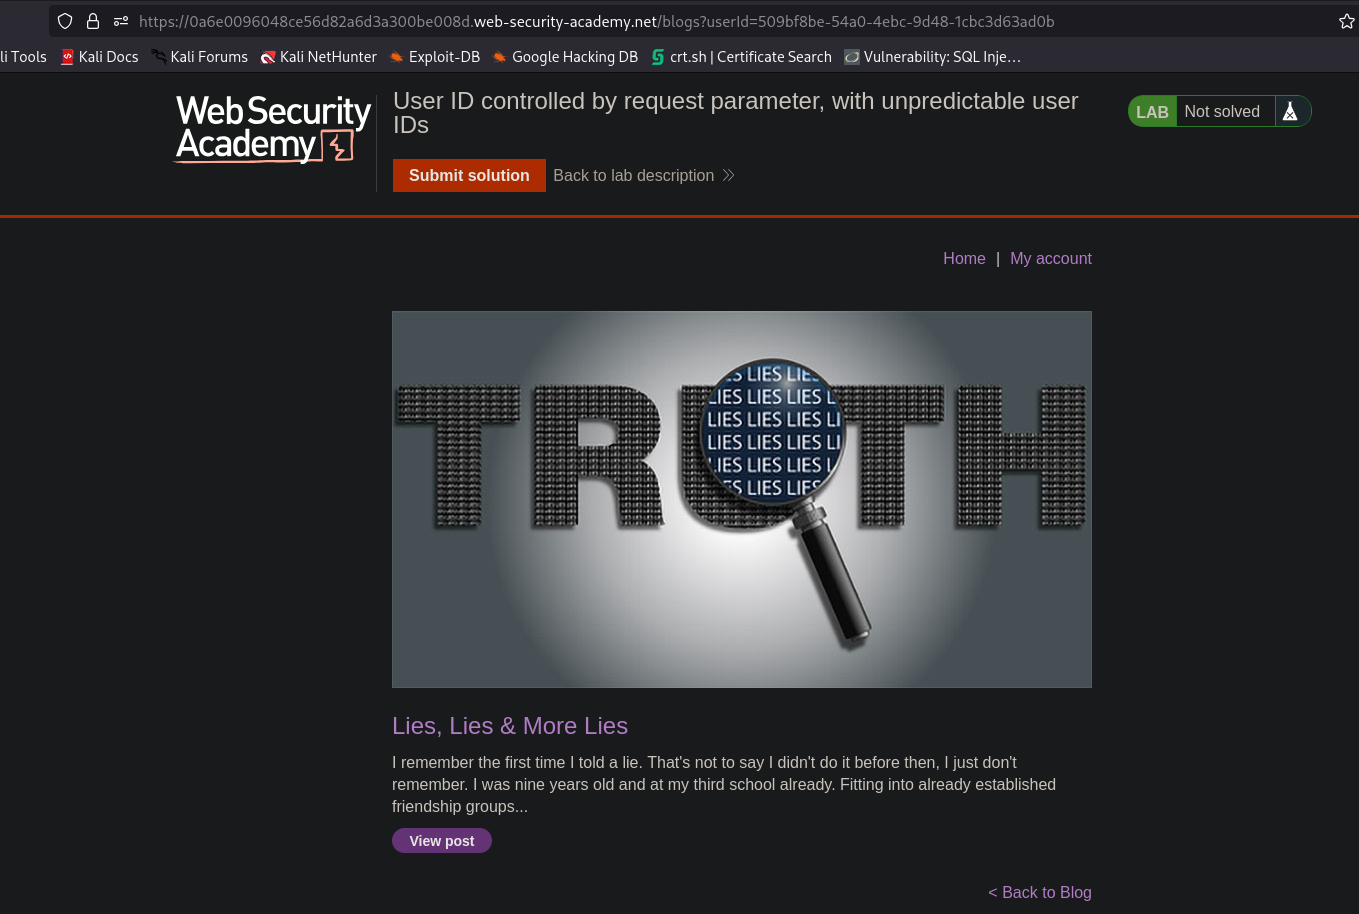 https://0a6e0096048ce56d82a6d3a300be008d.web-security-academy.net/blogs?userId=509bf8be-54a0-4ebc-9d48-1cbc3d63ad0b
li Tools Kali Docs Kali Forums Kali NetHunter Exploit-DB Google Hacking DB crt.sh | Certificate Search Vulnerability: SQL Inje…
Web Security
Academy
User ID controlled by request parameter, with unpredictable user
IDs
LAB Not solved
Submit solution Back to lab description
Home | My account
TRUTH
LIES LIES
LIES LIES LIES
LIES LIES LIES LI
LIES LIES LIES LI
LIES LIES LIES
LIES LIES
Lies, Lies & More Lies
I remember the first time I told a lie. That's not to say I didn't do it before then, I just don't
remember. I was nine years old and at my third school already. Fitting into already established
friendship groups...
View post
< Back to Blog